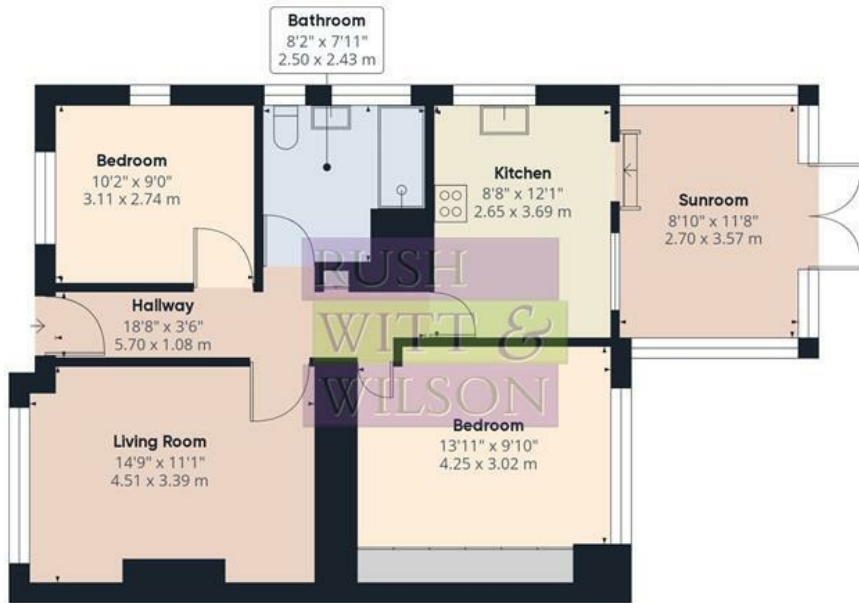 Bathroom
8'2" x 7'11"
2.50 x 2.43 m
Bedroom
10'2" x 9'0"
3.11 x 2.74 m
Kitchen
8'8" x 12'1"
2.65 x 3.69 m
Sunroom
8'10" x 11'8"
2.70 x 3.57 m
Hallway
18'8" x 3'6"
5.70 x 1.08 m
RUSH
WITT &
WILSON
Living Room
14'9" x 11'1"
4.51 x 3.39 m
Bedroom
13'11" x 9'10"
4.25 x 3.02 m